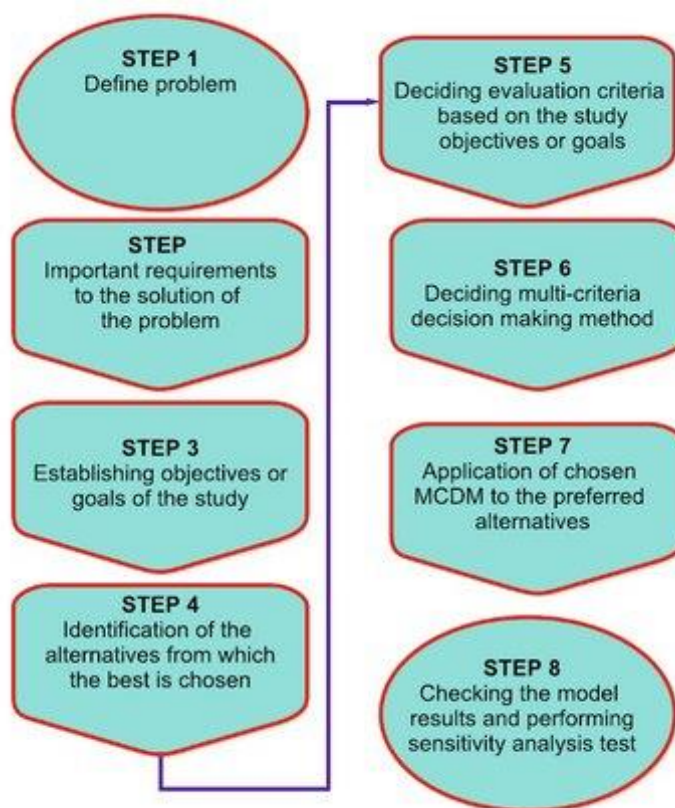 STEP 1
Define problem
STEP
Important requirements
to the solution of
the problem
STEP 3
Establishing objectives or
goals of the study
STEP 4
Identification of the
alternatives from which
the best is chosen
STEP 5
Deciding evaluation criteria
based on the study
objectives or goals
STEP 6
Deciding multi-criteria
decision making method
STEP 7
Application of chosen
MCDM to the preferred
alternatives
STEP 8
Checking the model
results and performing
sensitivity analysis test